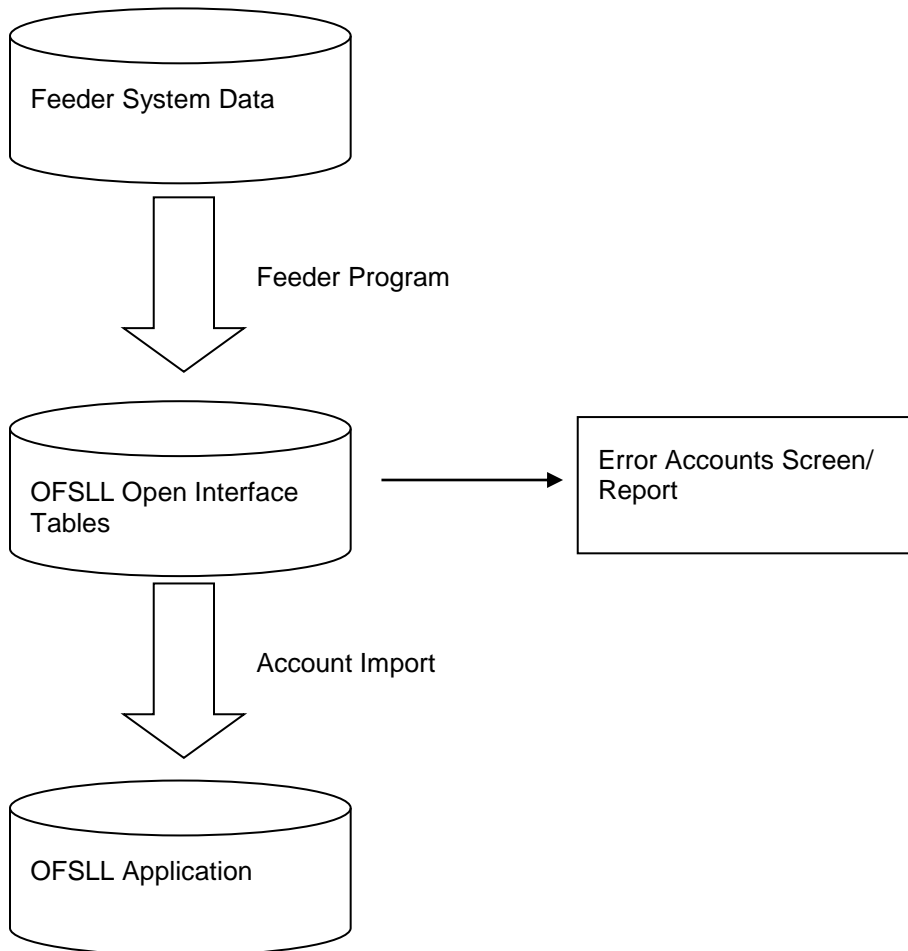 Feeder System Data
Feeder Program
OFSLL Open Interface
Tables
Error Accounts Screen/
Report
Account Import
OFSLL Application